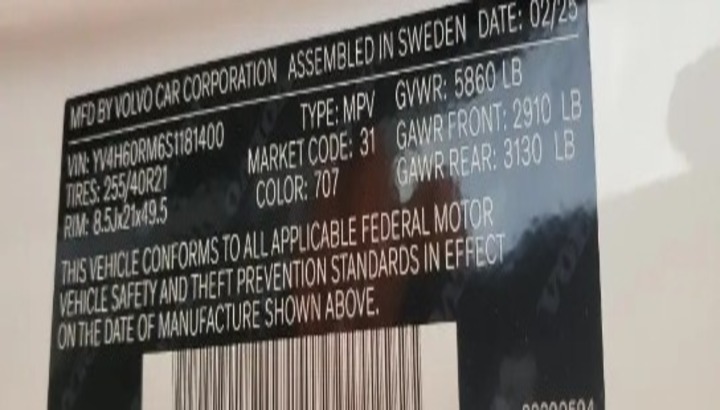 MFD BY VOLVO CAR CORPORATION ASSEMBLED IN SWEDEN DATE: 02/25
VIN: YV4H60RM6S1181400 TYPE: MPV GVWR: 5860 LB
TIRES: 255/40R21 MARKET CODE: 31 GAWR FRONT: 2910 LB
RIM: 8.5Jx21x49.5 COLOR: 707 GAWR REAR: 3130 LB
THIS VEHICLE CONFORMS TO ALL APPLICABLE FEDERAL MOTOR
VEHICLE SAFETY AND THEFT PREVENTION STANDARDS IN EFFECT
ON THE DATE OF MANUFACTURE SHOWN ABOVE.